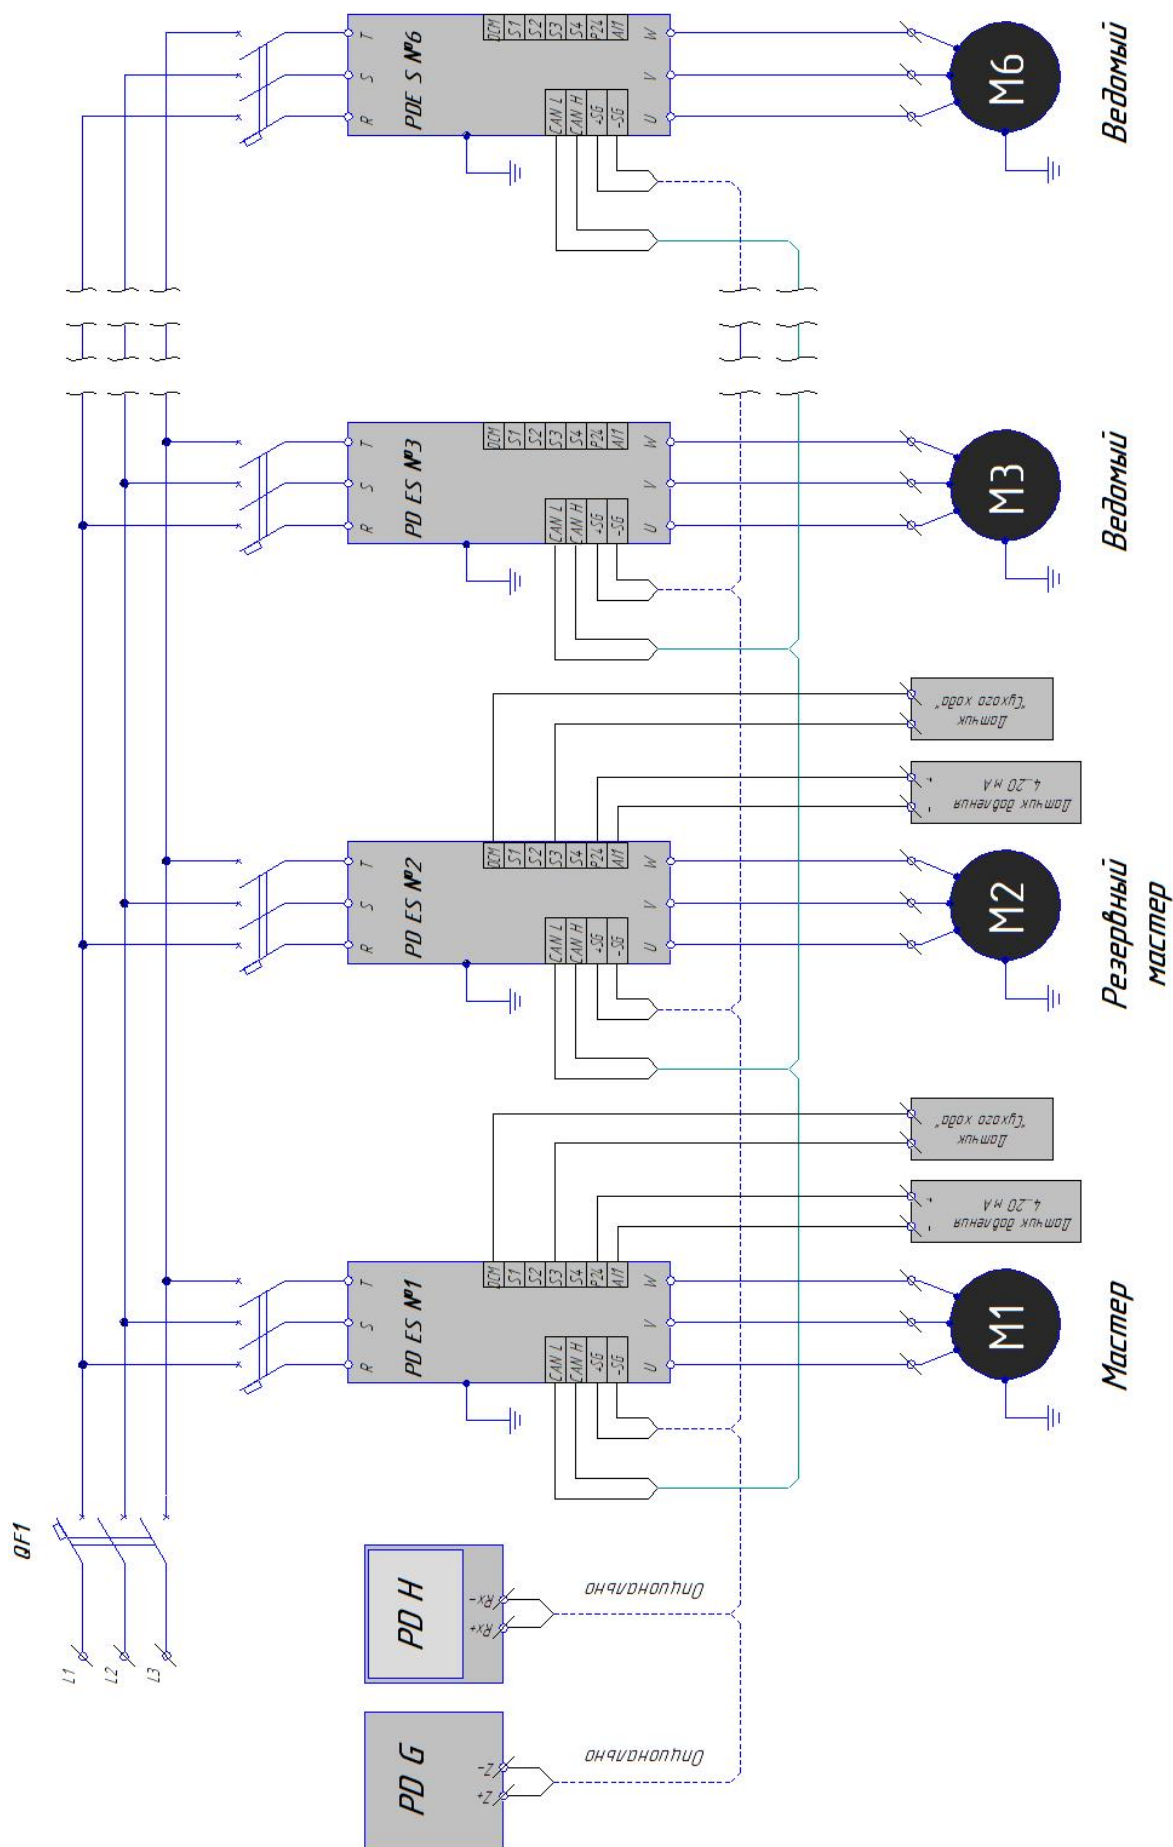 QF1
L1
L2
L3
PD G
Z+
Z-
Опционально
PD H
Rx+
Rx-
Опционально
PD ES №1
R
S
T
DCM
S1
S2
S3
S4
P24
AI1
CAN L
CAN H
+SG
-SG
U
V
W
Датчик давления
4...20 мА
-
+
Датчик
"Сухого хода"
M1
Мастер
PD ES №2
R
S
T
DCM
S1
S2
S3
S4
P24
AI1
CAN L
CAN H
+SG
-SG
U
V
W
Датчик давления
4...20 мА
-
+
Датчик
"Сухого хода"
M2
Резервный
мастер
PD ES №3
R
S
T
DCM
S1
S2
S3
S4
P24
AI1
CAN L
CAN H
+SG
-SG
U
V
W
M3
Ведомый
PDE S №6
R
S
T
DCM
S1
S2
S3
S4
P24
AI1
CAN L
CAN H
+SG
-SG
U
V
W
M6
Ведомый